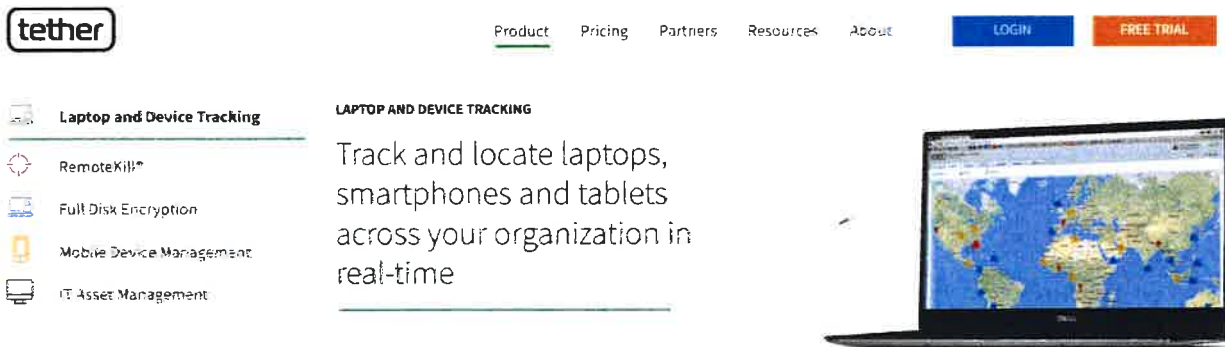 tether
Product Pricing Partners Resources About LOGIN FREE TRIAL
Laptop and Device Tracking
RemoteKill®
Full Disk Encryption
Mobile Device Management
IT Asset Management
LAPTOP AND DEVICE TRACKING
Track and locate laptops,
smartphones and tablets
across your organization in
real-time